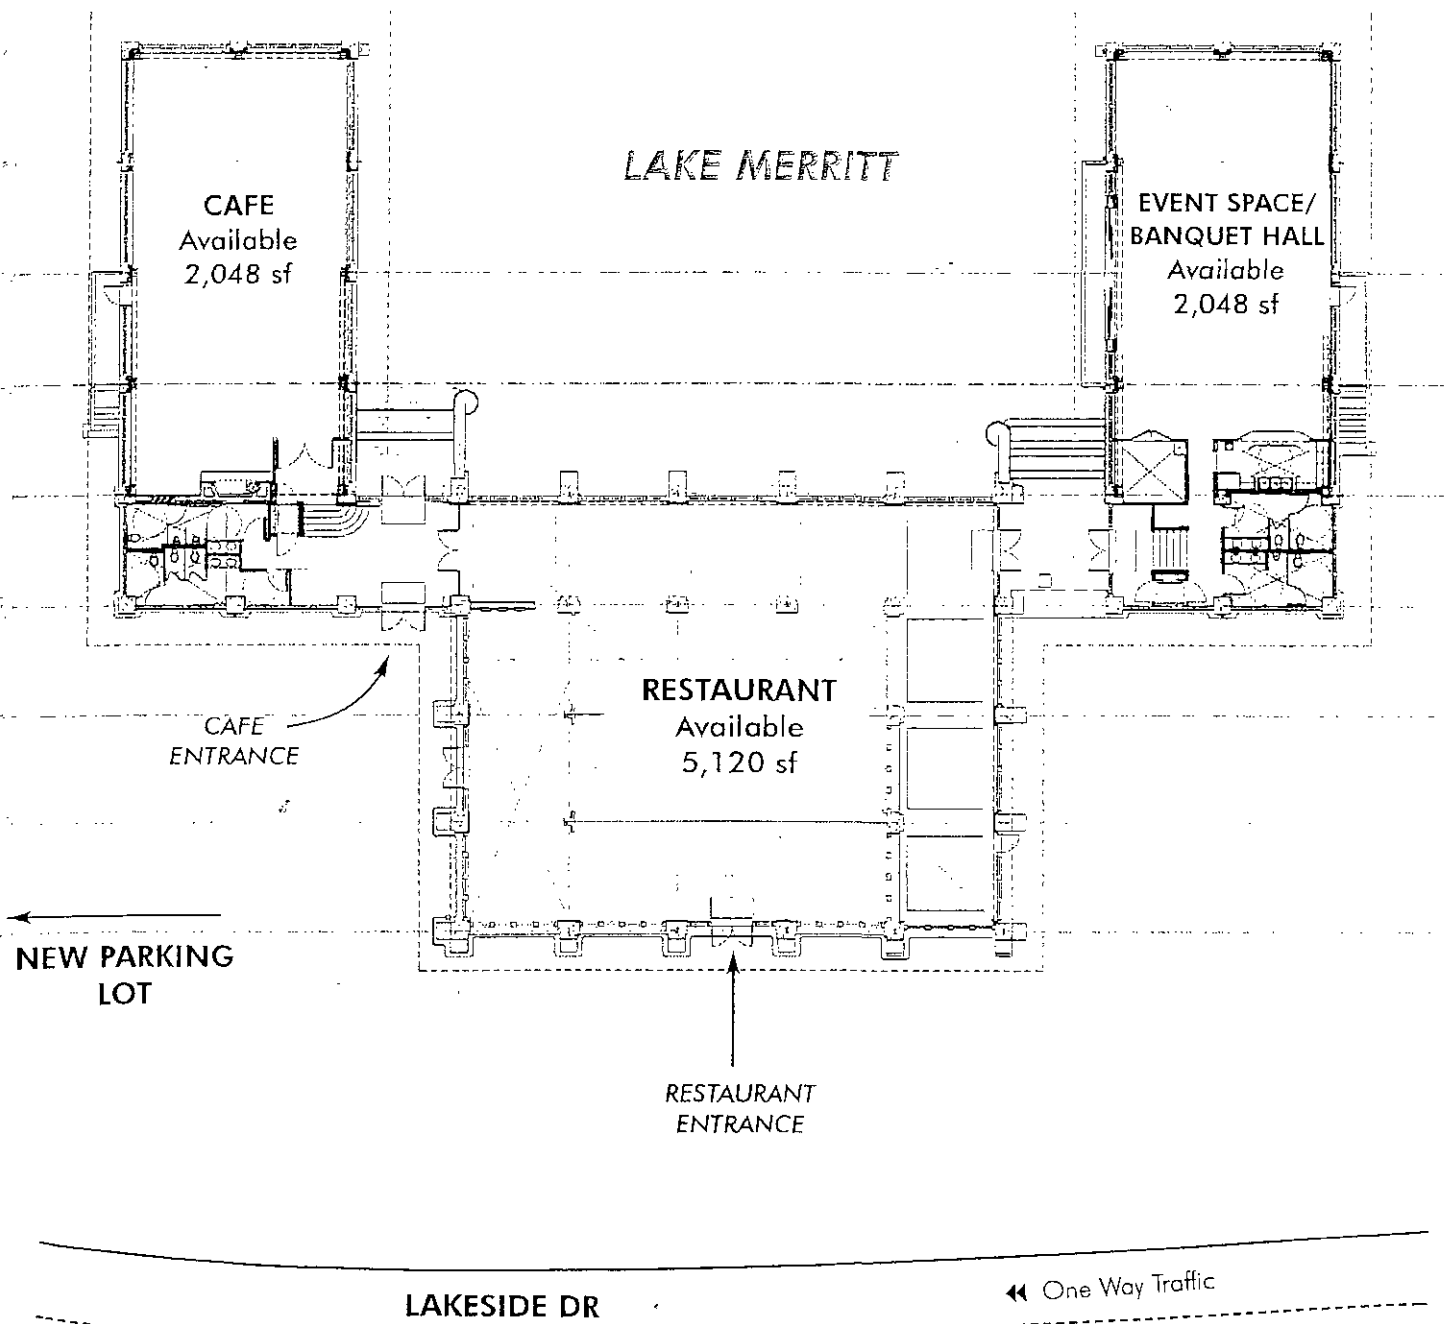 LAKE MERRITT
CAFE
Available
2,048 sf
EVENT SPACE/
BANQUET HALL
Available
2,048 sf
RESTAURANT
Available
5,120 sf
CAFE
ENTRANCE
NEW PARKING
LOT
RESTAURANT
ENTRANCE
One Way Traffic
LAKESIDE DR